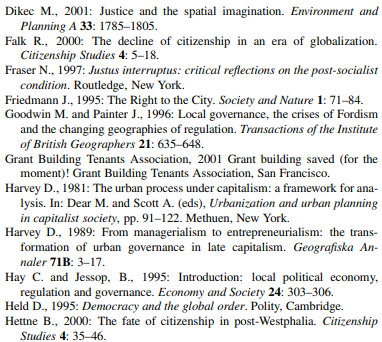 Dikec M., 2001: Justice and the spatial imagination. Environment and
Planning A 33: 1785–1805.
Falk R., 2000: The decline of citizenship in an era of globalization.
Citizenship Studies 4: 5–18.
Fraser N., 1997: Justus interruptus: critical reflections on the post-socialist
condition. Routledge, New York.
Friedmann J., 1995: The Right to the City. Society and Nature 1: 71–84.
Goodwin M. and Painter J., 1996: Local governance, the crises of Fordism
and the changing geographies of regulation. Transactions of the Institute
of British Geographers 21: 635–648.
Grant Building Tenants Association, 2001 Grant building saved (for the
moment)! Grant Building Tenants Association, San Francisco.
Harvey D., 1981: The urban process under capitalism: a framework for ana-
lysis. In: Dear M. and Scott A. (eds), Urbanization and urban planning
in capitalist society, pp. 91–122. Methuen, New York.
Harvey D., 1989: From managerialism to entrepreneurialism: the trans-
formation of urban governance in late capitalism. Geografiska An-
naler 71B: 3–17.
Hay C. and Jessop, B., 1995: Introduction: local political economy,
regulation and governance. Economy and Society 24: 303–306.
Held D., 1995: Democracy and the global order. Polity, Cambridge.
Hettne B., 2000: The fate of citizenship in post-Westphalia. Citizenship
Studies 4: 35–46.